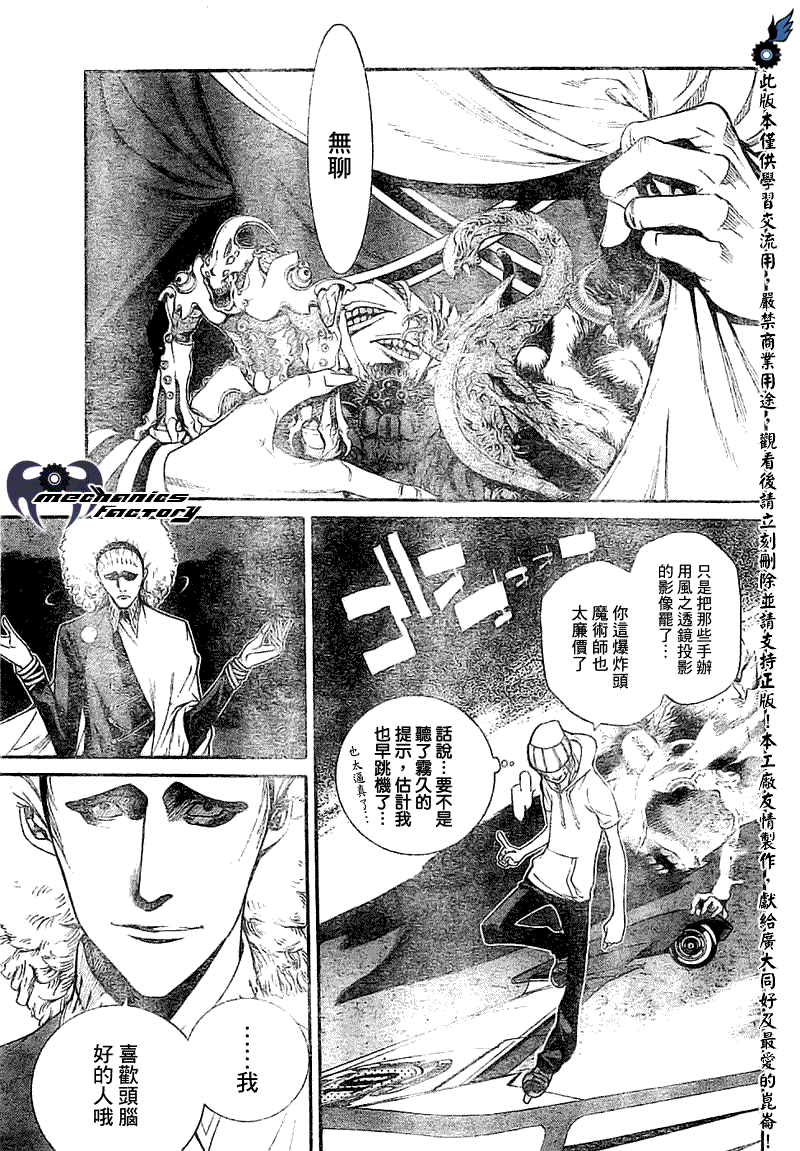 無聊
只是把那些手辦
用風之透鏡投影
的影像罷了…
你這爆炸頭
魔術師也
太廉價了
話說…要不是
聽了霧久的
提示，估計我
也早跳機了…
也太逼真了…
……我
喜歡頭腦
好的人哦
mechanics
Factory
此版本僅供學習交流用，嚴禁商業用途，觀看後請立刻刪除並請支持正版！本工廠友情製作，獻給廣大同好及最愛的崑崙！